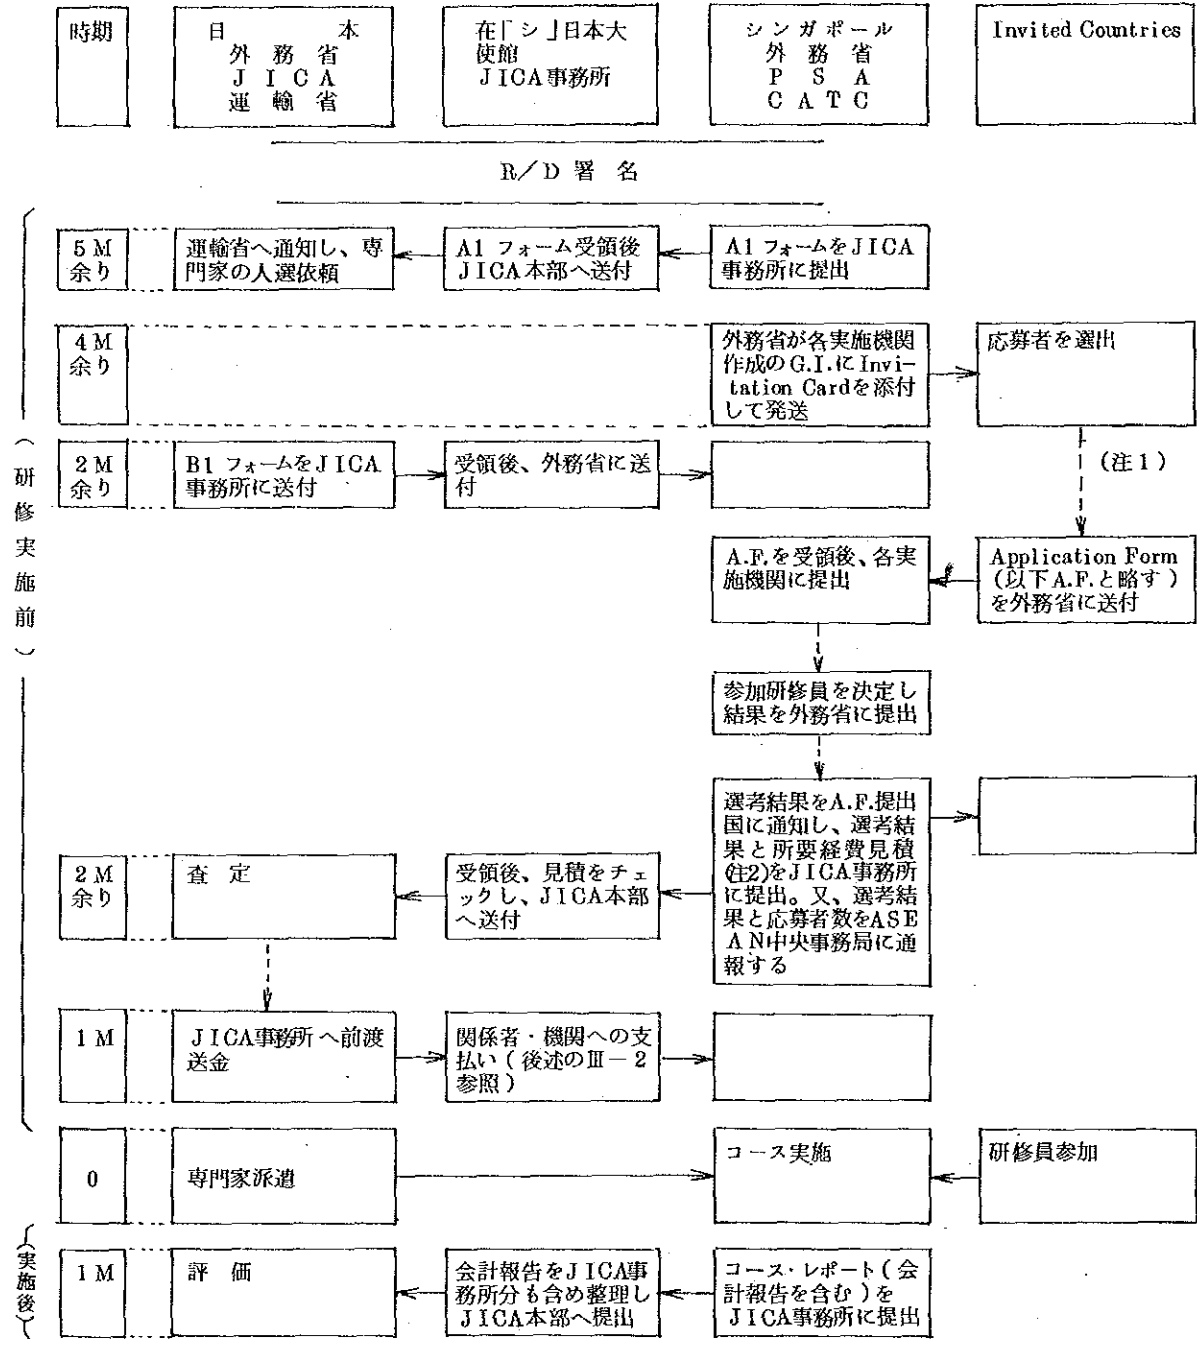 時期
日本
外務省
JICA
運輸省
在「シ」日本大
使館
JICA事務所
シンガポール
外務省
PSA
CATC
Invited Countries
R/D 署名
(研修実施前)
5M
余り
運輸省へ通知し、専
門家の人選依頼
A1 フォーム受領後
JICA本部へ送付
A1 フォームをJICA
事務所に提出
4M
余り
外務省が各実施機関
作成のG.I.にInvi-
tation Cardを添付
して発送
応募者を選出
2M
余り
B1 フォームをJICA
事務所に送付
受領後、外務省に送
付
(注1)
A.F.を受領後、各実
施機関に提出
Application Form
(以下A.F.と略す)
を外務省に送付
参加研修員を決定し
結果を外務省に提出
選考結果をA.F.提出
国に通知し、選考結
果と所要経費見積
(注2)をJICA事務所
に提出。又、選考結
果と応募者数をASE
AN中央事務局に通
報する
2M
余り
査定
受領後、見積をチェ
ックし、JICA本部
へ送付
1M
JICA事務所へ前渡
送金
関係者・機関への支
払い(後述のⅢ-2
参照)
0
専門家派遣
コース実施
研修員参加
(実施後)
1M
評価
会計報告をJICA事
務所分も含め整理し
JICA本部へ提出
コース・レポート(会
計報告を含む)を
JICA事務所に提出